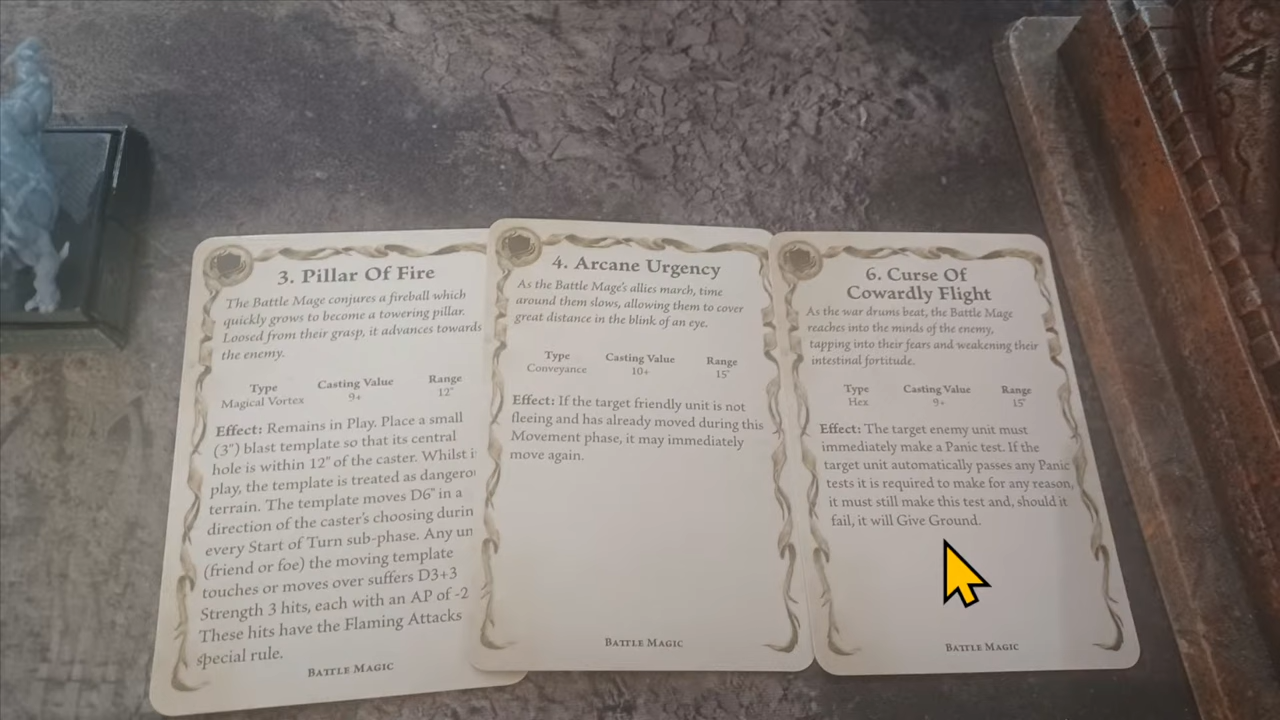 3. Pillar Of Fire
The Battle Mage conjures a fireball which
quickly grows to become a towering pillar.
Loosed from their grasp, it advances towards
the enemy.
Type Casting Value Range
Magical Vortex 9+ 12"
Effect: Remains in Play. Place a small
(3") blast template so that its central
hole is within 12" of the caster. Whilst
play, the template is treated as
terrain. The template moves D6" in a
direction of the caster's choosing
every Start of Turn sub-phase. Any
(friend or foe) the moving template
touches or moves over suffers D3+3
Strength 3 hits, each with an AP of -2
These hits have the Flaming Attacks
special rule.
Battle Magic
4. Arcane Urgency
As the Battle Mage's allies march, time
around them slows, allowing them to cover
great distance in the blink of an eye.
Type Casting Value Range
Conveyance 10+ 15"
Effect: If the target friendly unit is not
fleeing and has already moved during this
Movement phase, it may immediately
move again.
Battle Magic
6. Curse Of
Cowardly Flight
As the war drums beat, the Battle Mage
reaches into the minds of the enemy,
tapping into their fears and weakening their
intestinal fortitude.
Type Casting Value Range
Hex 9+ 15"
Effect: The target enemy unit must
immediately make a Panic test. If the
target unit automatically passes any Panic
tests it is required to make for any reason,
it must still make this test and, should it
fail, it will Give Ground.
Battle Magic